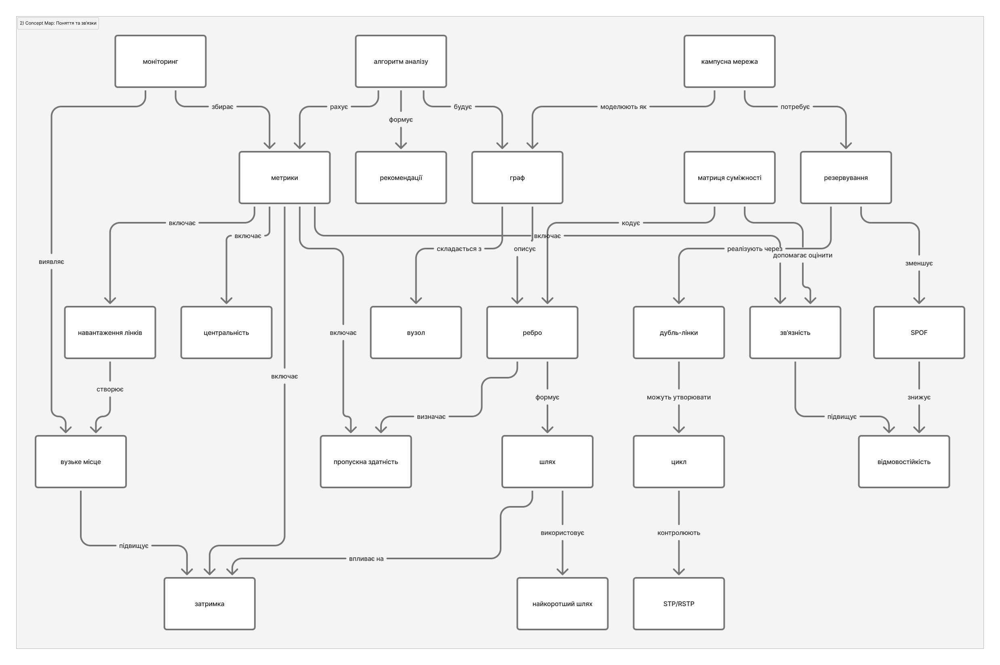 2) Concept Map: Поняття та зв'язки
моніторинг
алгоритм аналізу
кампусна мережа
збирає
рахує
будує
моделюють як
потребує
формує
метрики
рекомендації
граф
матриця суміжності
резервування
включає
кодує
включає
включає
складається з
описує
реалізують через
допомагає оцінити
виявляє
зменшує
навантаження лінків
центральність
включає
вузол
ребро
дубль-лінки
зв'язність
SPOF
включає
створює
формує
можуть утворювати
знижує
визначає
підвищує
вузьке місце
пропускна здатність
шлях
цикл
відмовостійкість
використовує
контролюють
підвищує
впливає на
затримка
найкоротший шлях
STP/RSTP